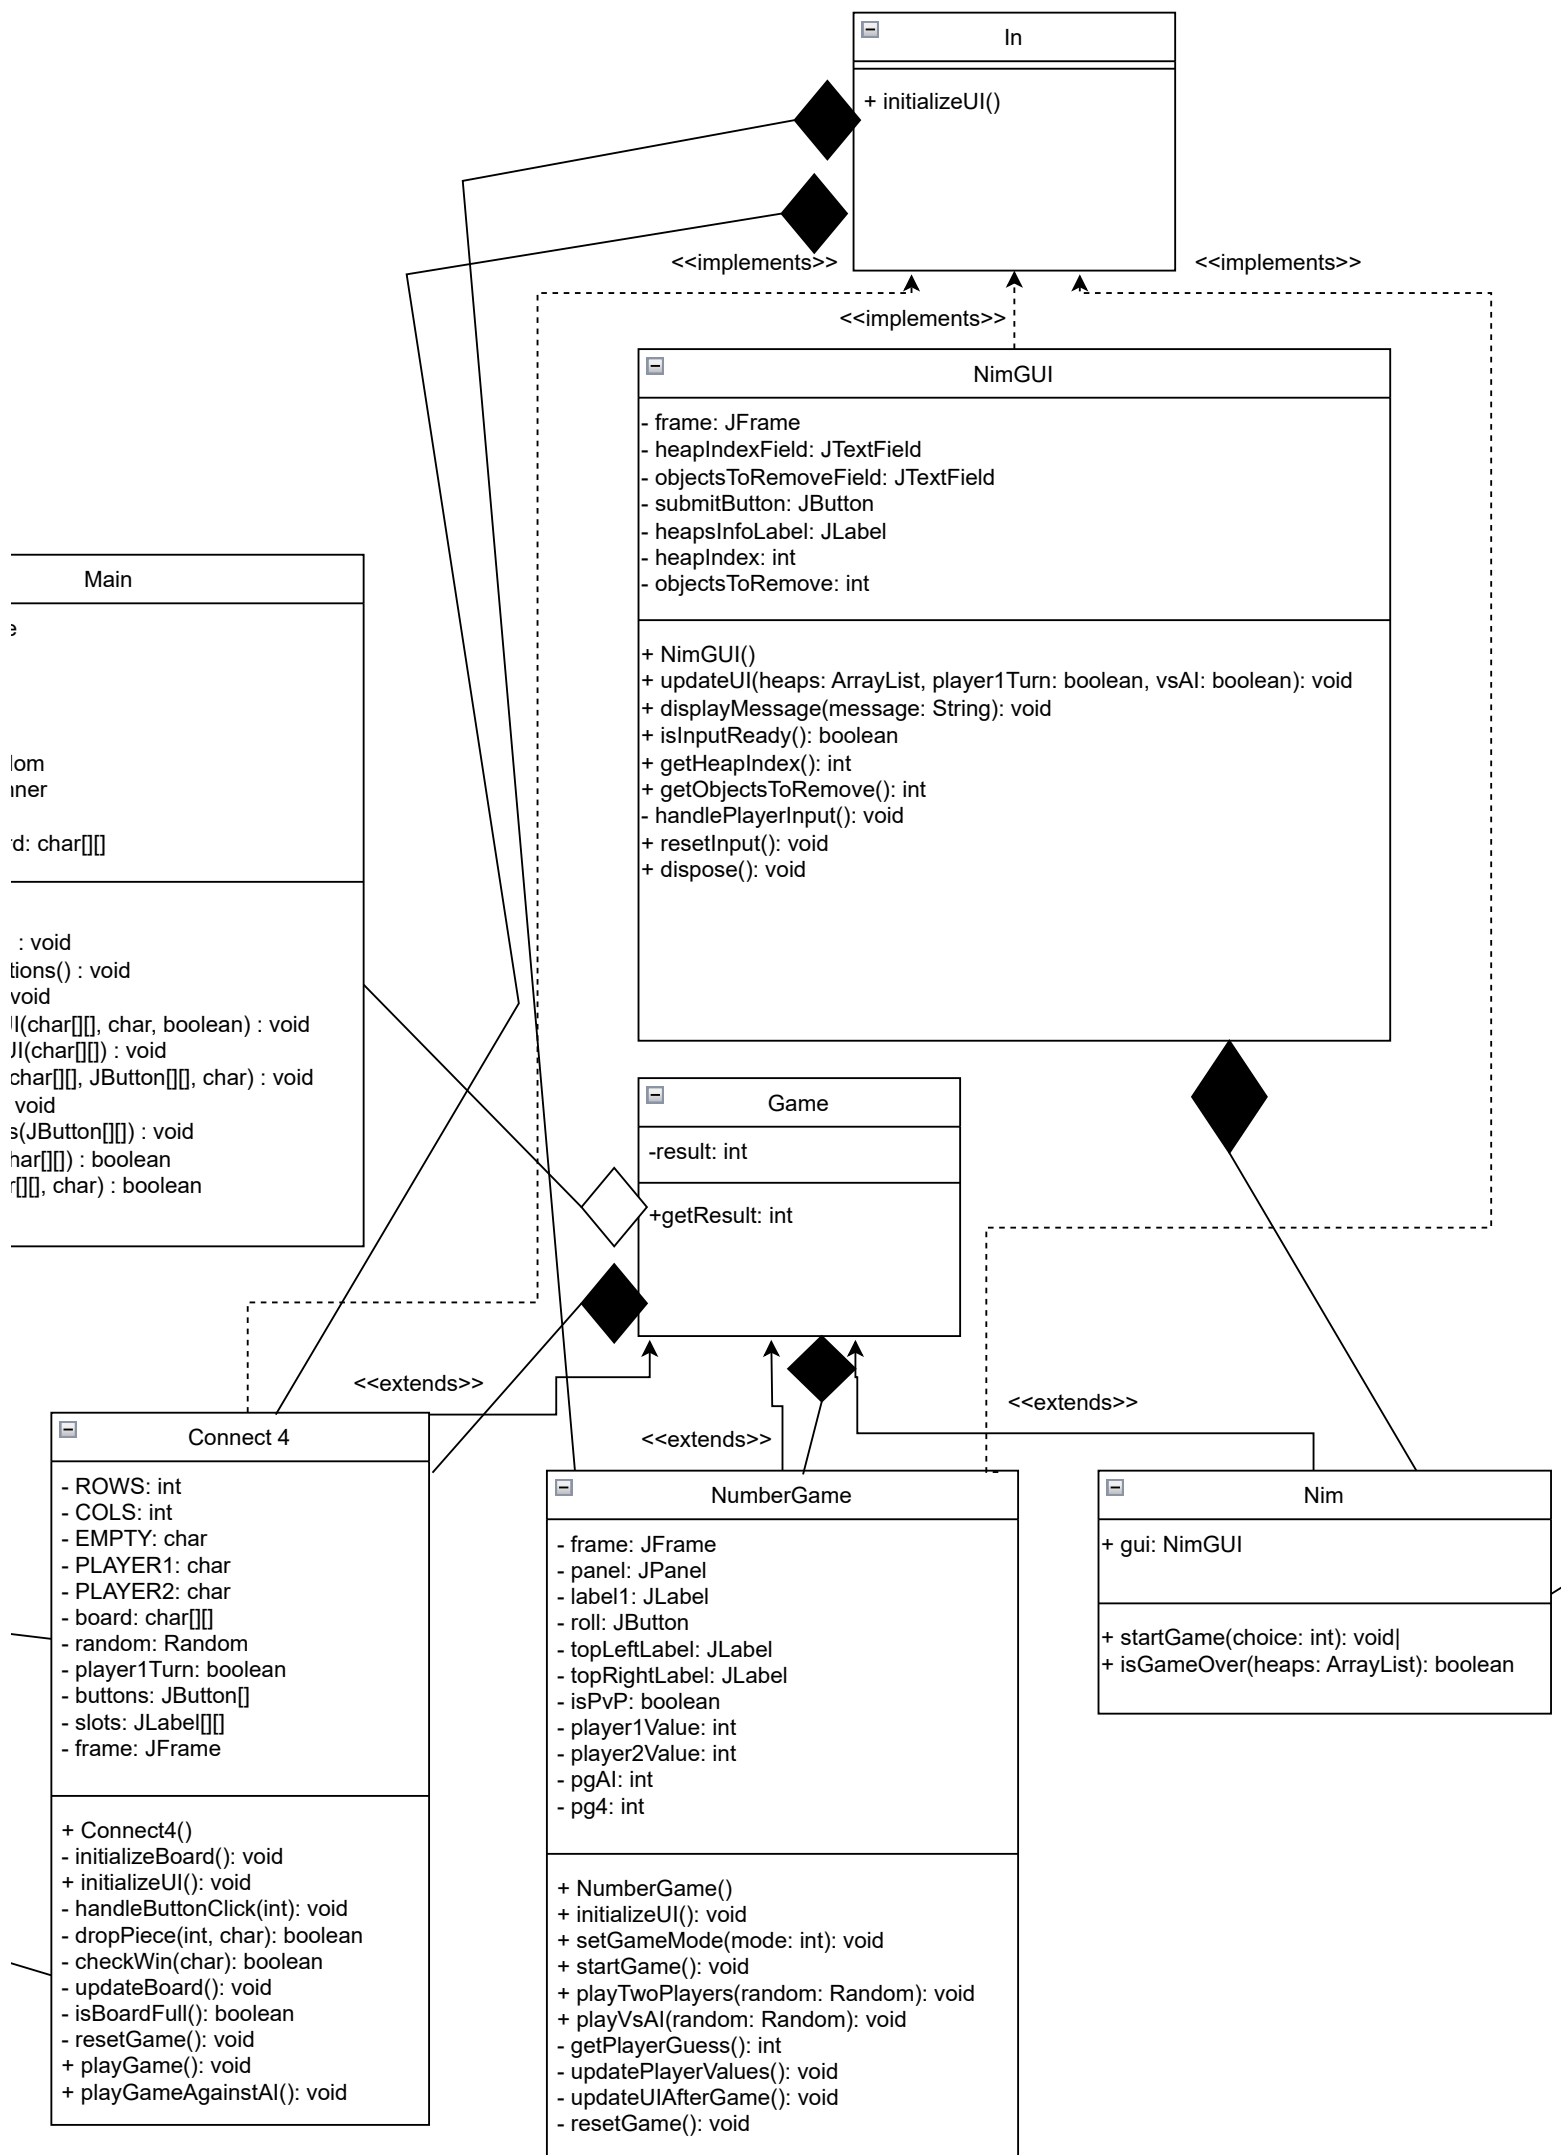 In
+ initializeUI()
<<implements>>
<<implements>>
<<implements>>
NimGUI
- frame: JFrame
- heapIndexField: JTextField
- objectsToRemoveField: JTextField
- submitButton: JButton
- heapsInfoLabel: JLabel
- heapIndex: int
- objectsToRemove: int
+ NimGUI()
+ updateUI(heaps: ArrayList, player1Turn: boolean, vsAI: boolean): void
+ displayMessage(message: String): void
+ isInputReady(): boolean
+ getHeapIndex(): int
+ getObjectsToRemove(): int
- handlePlayerInput(): void
+ resetInput(): void
+ dispose(): void
Main
: char[][]
: void
() : void
void
(char[][], char, boolean) : void
(char[][]) : void
char[][], JButton[][], char) : void
void
(JButton[][]) : void
) : boolean
, char) : boolean
Game
-result: int
+getResult: int
<<extends>>
<<extends>>
<<extends>>
Connect 4
- ROWS: int
- COLS: int
- EMPTY: char
- PLAYER1: char
- PLAYER2: char
- board: char[][]
- random: Random
- player1Turn: boolean
- buttons: JButton[]
- slots: JLabel[][]
- frame: JFrame
+ Connect4()
- initializeBoard(): void
+ initializeUI(): void
- handleButtonClick(int): void
- dropPiece(int, char): boolean
- checkWin(char): boolean
- updateBoard(): void
- isBoardFull(): boolean
- resetGame(): void
+ playGame(): void
+ playGameAgainstAI(): void
NumberGame
- frame: JFrame
- panel: JPanel
- label1: JLabel
- roll: JButton
- topLeftLabel: JLabel
- topRightLabel: JLabel
- isPvP: boolean
- player1Value: int
- player2Value: int
- pgAI: int
- pg4: int
+ NumberGame()
+ initializeUI(): void
+ setGameMode(mode: int): void
+ startGame(): void
+ playTwoPlayers(random: Random): void
+ playVsAI(random: Random): void
- getPlayerGuess(): int
- updatePlayerValues(): void
- updateUIAfterGame(): void
- resetGame(): void
Nim
+ gui: NimGUI
+ startGame(choice: int): void|
+ isGameOver(heaps: ArrayList): boolean